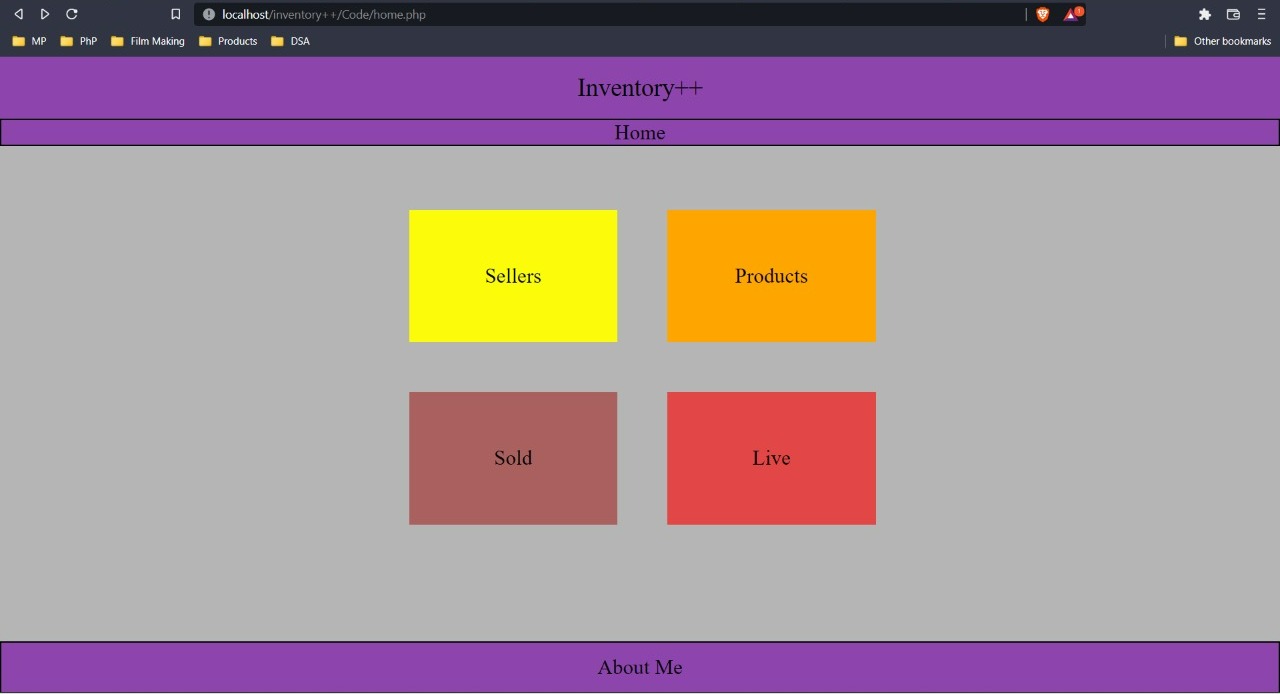 localhost/inventory++/Code/home.php
1
MP PhP Film Making Products DSA Other bookmarks
Inventory++
Home
Sellers Products
Sold Live
About Me